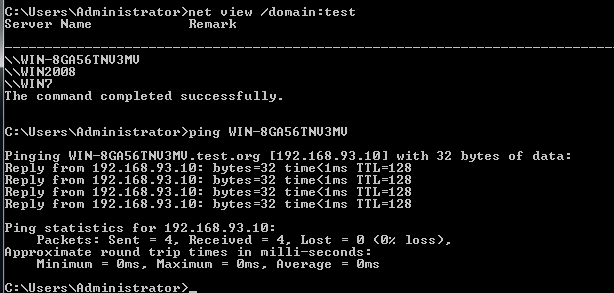 C:\Users\Administrator>net view /domain:test
Server Name            Remark
-------------------------------------------------------------------------------
\\WIN-8GA56TNV3MV
\\WIN2008
\\WIN7
The command completed successfully.
C:\Users\Administrator>ping WIN-8GA56TNV3MV
Pinging WIN-8GA56TNV3MV.test.org [192.168.93.10] with 32 bytes of data:
Reply from 192.168.93.10: bytes=32 time<1ms TTL=128
Reply from 192.168.93.10: bytes=32 time<1ms TTL=128
Reply from 192.168.93.10: bytes=32 time<1ms TTL=128
Reply from 192.168.93.10: bytes=32 time<1ms TTL=128
Ping statistics for 192.168.93.10:
    Packets: Sent = 4, Received = 4, Lost = 0 (0% loss),
Approximate round trip times in milli-seconds:
    Minimum = 0ms, Maximum = 0ms, Average = 0ms
C:\Users\Administrator>_